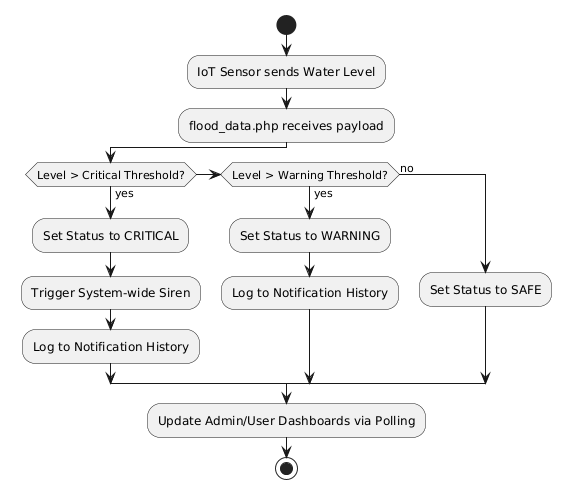 IoT Sensor sends Water Level
flood_data.php receives payload
Level > Critical Threshold?
yes
Set Status to CRITICAL
Trigger System-wide Siren
Log to Notification History
Level > Warning Threshold?
yes
Set Status to WARNING
Log to Notification History
no
Set Status to SAFE
Update Admin/User Dashboards via Polling